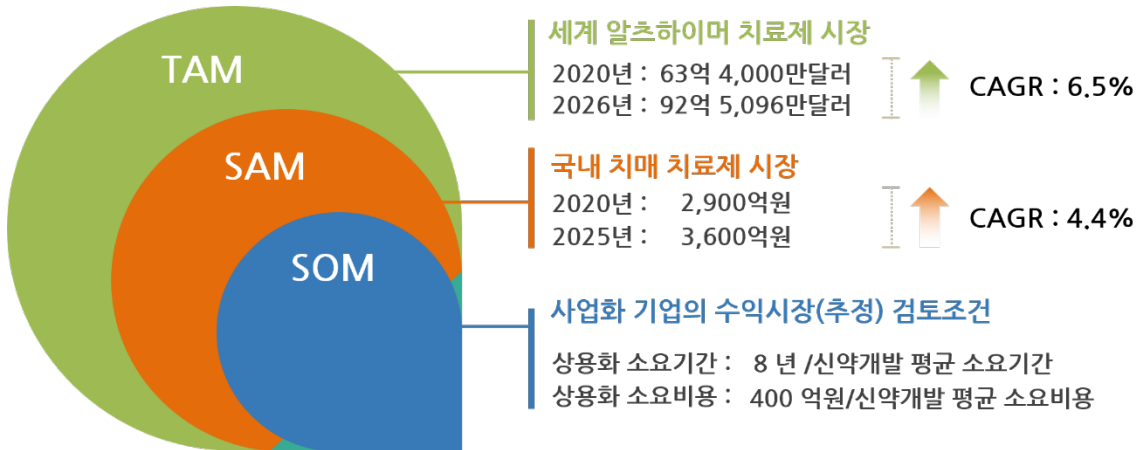 TAM
세계 알츠하이머 치료제 시장
2020년 : 63억 4,000만달러
2026년 : 92억 5,096만달러
CAGR : 6.5%
SAM
국내 치매 치료제 시장
2020년 : 2,900억원
2025년 : 3,600억원
CAGR : 4.4%
SOM
사업화 기업의 수익시장(추정) 검토조건
상용화 소요기간 : 8 년 /신약개발 평균 소요기간
상용화 소요비용 : 400 억원/신약개발 평균 소요비용